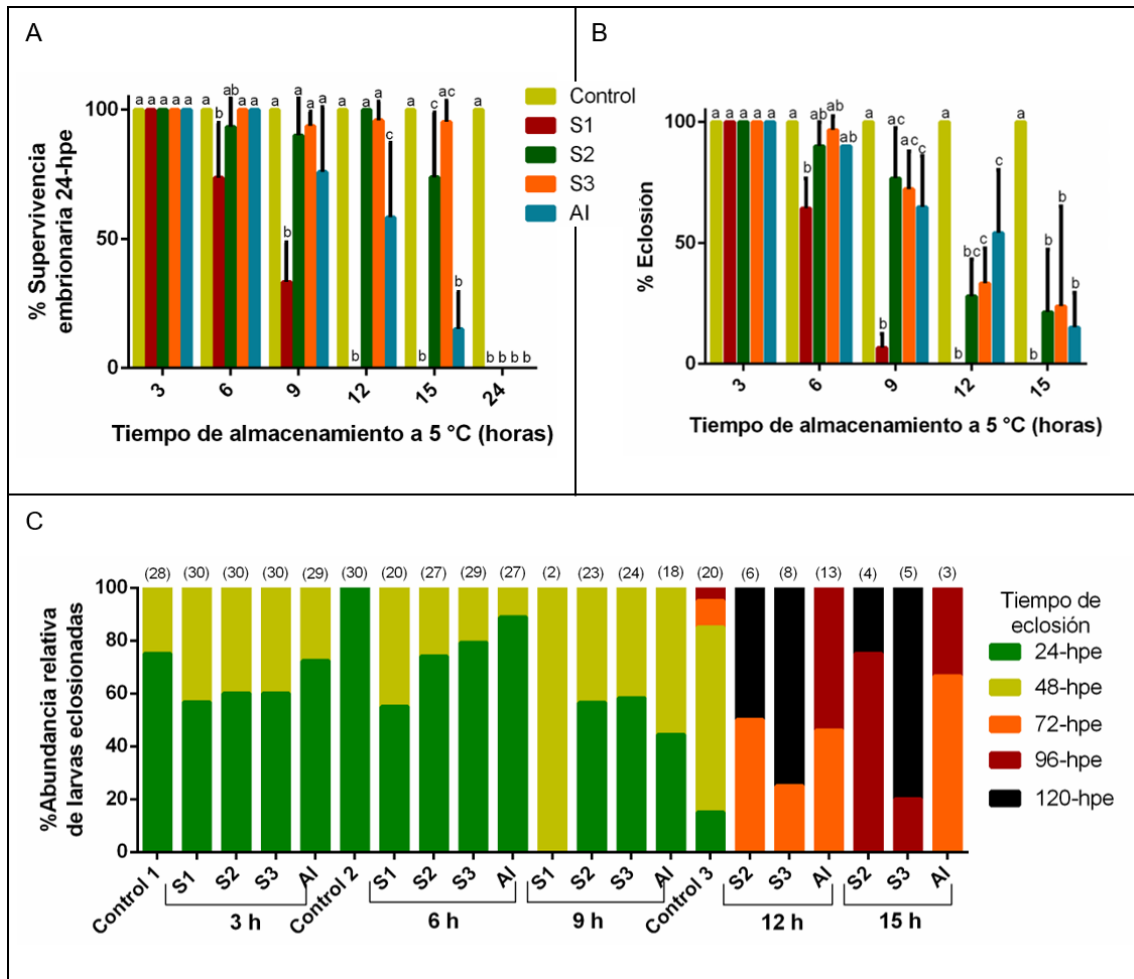 A
a a a a a a b ab a a a b a a a a b a a c a b c ac b a b b b b
100
50
0
% Supervivencia
embrionaria 24-hpe
3 6 9 12 15 24
Tiempo de almacenamiento a 5 °C (horas)
Control
S1
S2
S3
AI
B
a a a a a a b ab ab ab a b ac ac c a b bc c c a b b b b
100
50
0
% Eclosión
3 6 9 12 15
Tiempo de almacenamiento a 5 °C (horas)
C
(28) (30) (30) (30) (29) (30) (20) (27) (29) (27) (2) (23) (24) (18) (20) (6) (8) (13) (4) (5) (3)
100
80
60
40
20
0
%Abundancia relativa
de larvas eclosionadas
Control 1 S1 S2 S3 AI Control 2 S1 S2 S3 AI S1 S2 S3 AI Control 3 S2 S3 AI S2 S3 AI
3 h 6 h 9 h 12 h 15 h
Tiempo de
eclosión
24-hpe
48-hpe
72-hpe
96-hpe
120-hpe